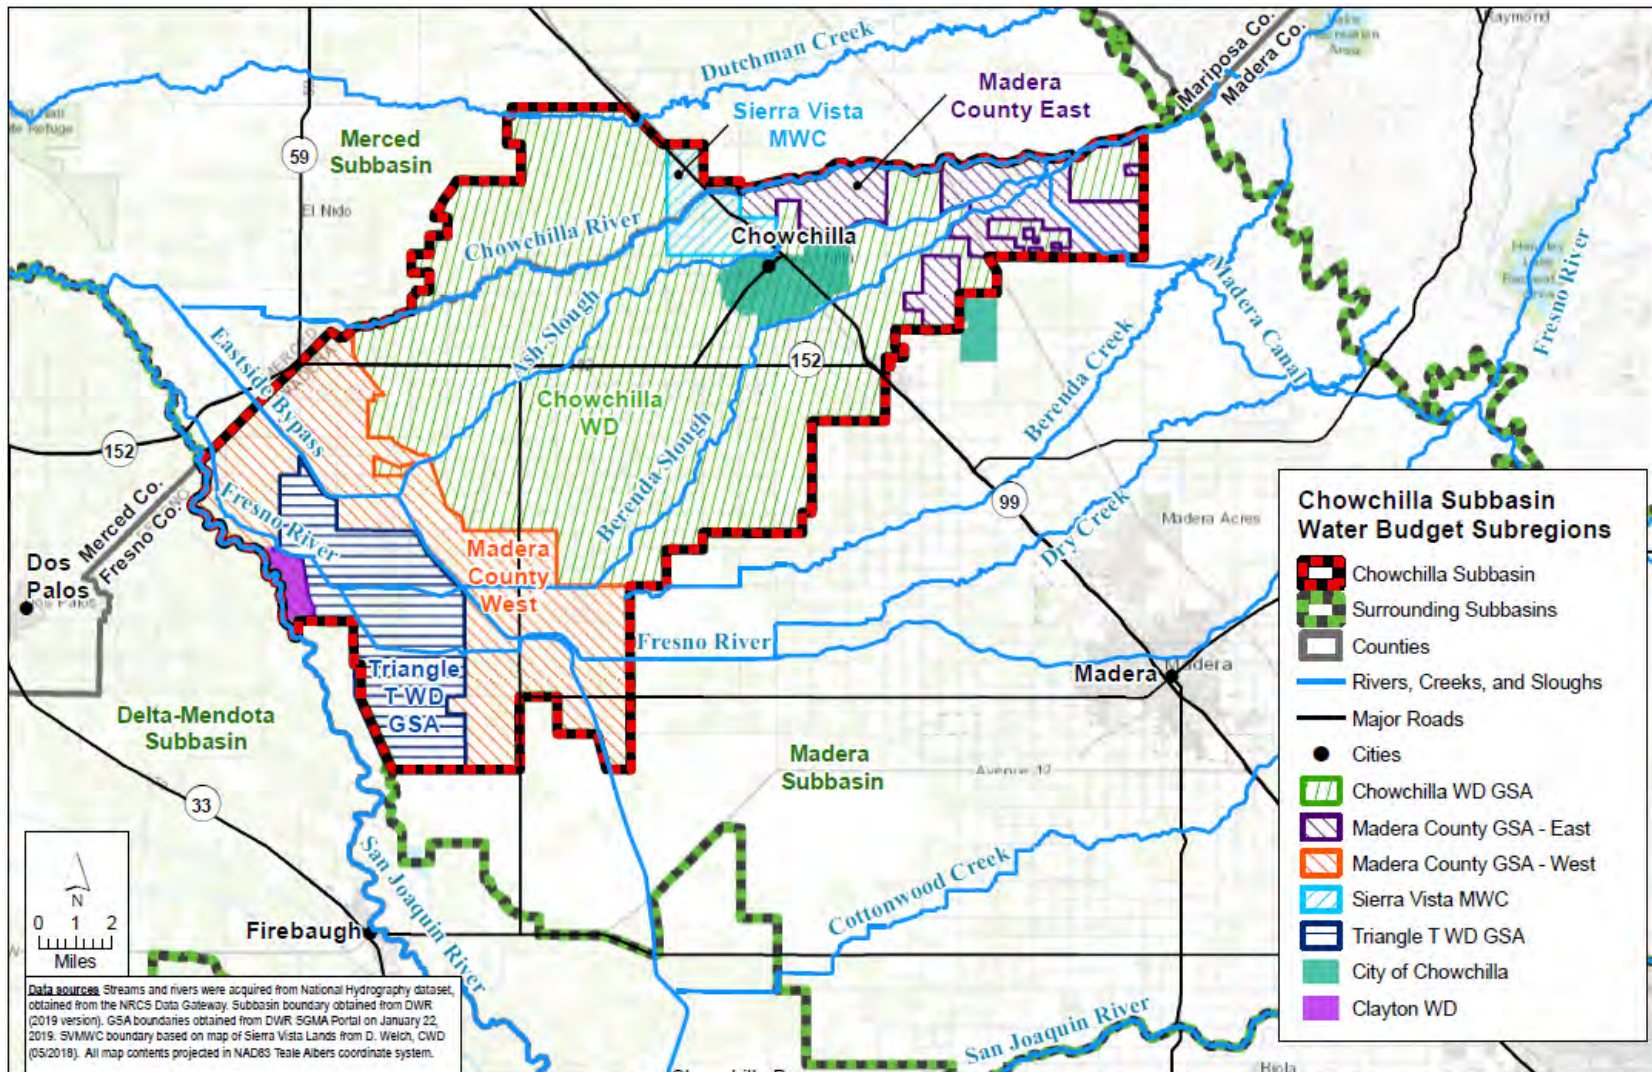 Dutchman Creek
Mariposa Co.
Madera Co.
Raymond
Madera
County East
Sierra Vista
MWC
Merced
Subbasin
59
El Nido
Chowchilla River
Chowchilla
Eastside Bypass
Ash Slough
152
Madera Canal
Fresno River
Berenda Creek
Chowchilla
WD
Berenda Slough
152
Merced Co.
Fresno Co.
Fresno River
99
Dry Creek
Madera Acres
Dos
Palos
Madera
County
West
Fresno River
Triangle
T WD
GSA
Madera
Madera
Delta-Mendota
Subbasin
Madera
Subbasin
33
San Joaquin River
Cottonwood Creek
Firebaugh
San Joaquin River
Biola
N
0 1 2
Miles
Data sources Streams and rivers were acquired from National Hydrography dataset,
obtained from the NRCS Data Gateway. Subbasin boundary obtained from DWR
(2019 version). GSA boundaries obtained from DWR SGMA Portal on January 22,
2019. SVMWC boundary based on map of Sierra Vista Lands from D. Welch, CWD
(05/2018). All map contents projected in NAD83 Teale Albers coordinate system.
Chowchilla Subbasin
Water Budget Subregions
Chowchilla Subbasin
Surrounding Subbasins
Counties
Rivers, Creeks, and Sloughs
Major Roads
Cities
Chowchilla WD GSA
Madera County GSA - East
Madera County GSA - West
Sierra Vista MWC
Triangle T WD GSA
City of Chowchilla
Clayton WD